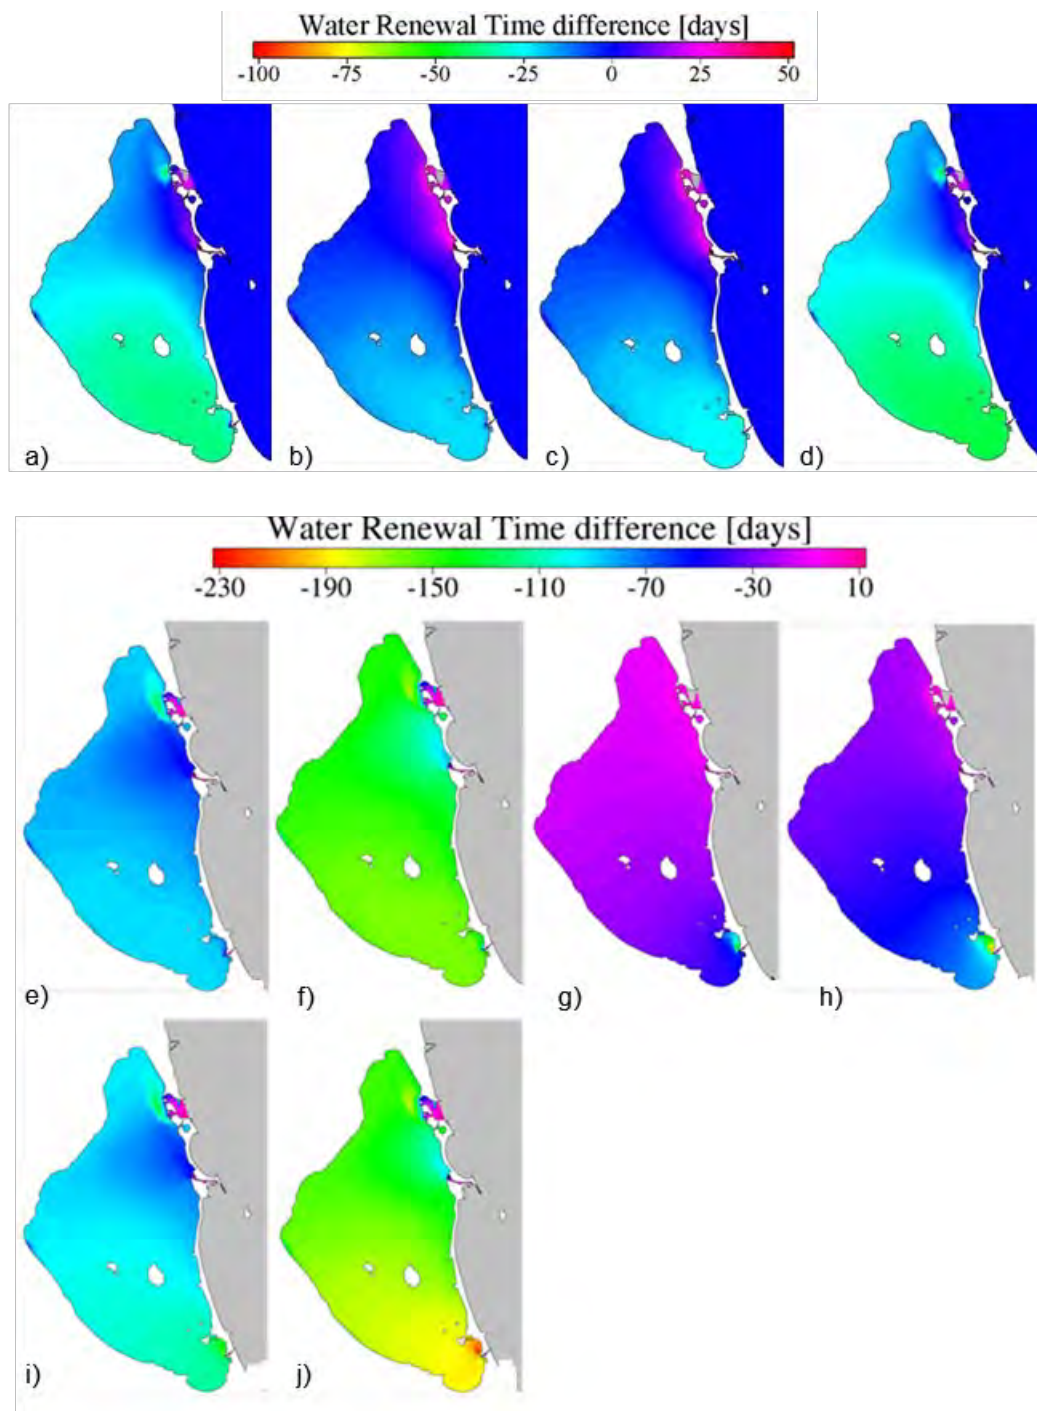 Water Renewal Time difference [days]
-100 -75 -50 -25 0 25 50
a) b) c) d)
Water Renewal Time difference [days]
-230 -190 -150 -110 -70 -30 10
e) f) g) h)
i) j)